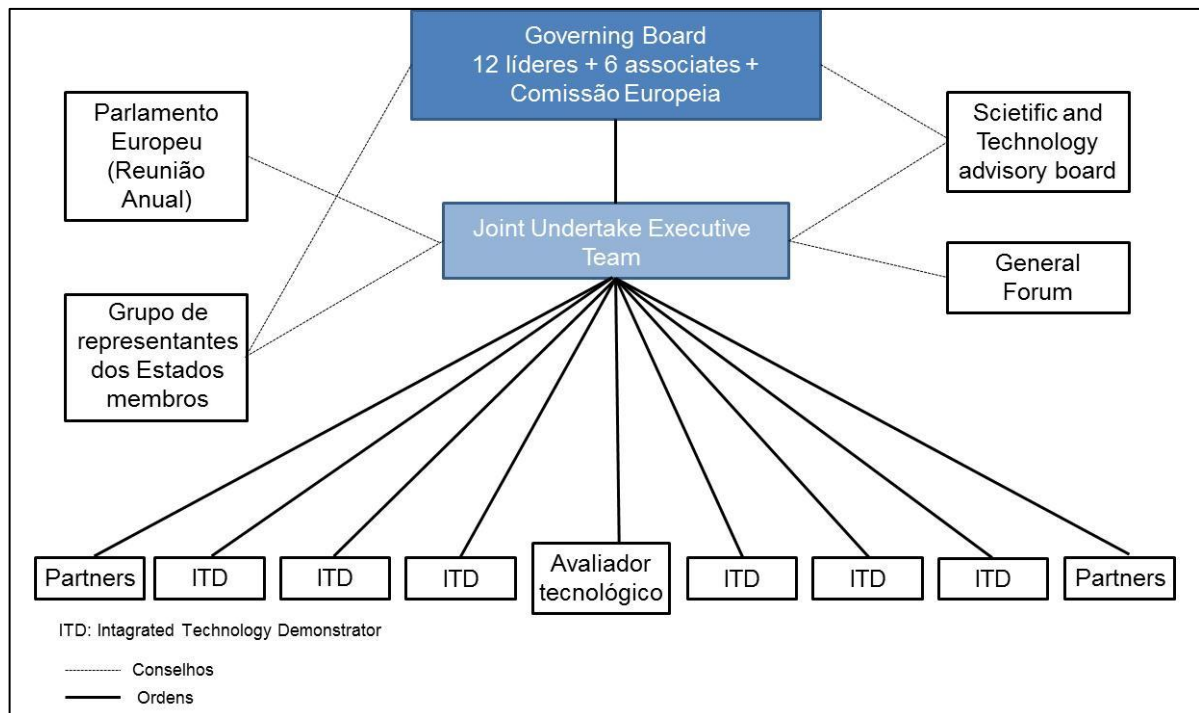 Governing Board
12 líderes + 6 associates +
Comissão Europeia
Parlamento
Europeu
(Reunião
Anual)
Scietific and
Technology
advisory board
Joint Undertake Executive
Team
General
Forum
Grupo de
representantes
dos Estados
membros
Partners
ITD
ITD
ITD
Avaliador
tecnológico
ITD
ITD
ITD
Partners
ITD: Intagrated Technology Demonstrator
Conselhos
Ordens